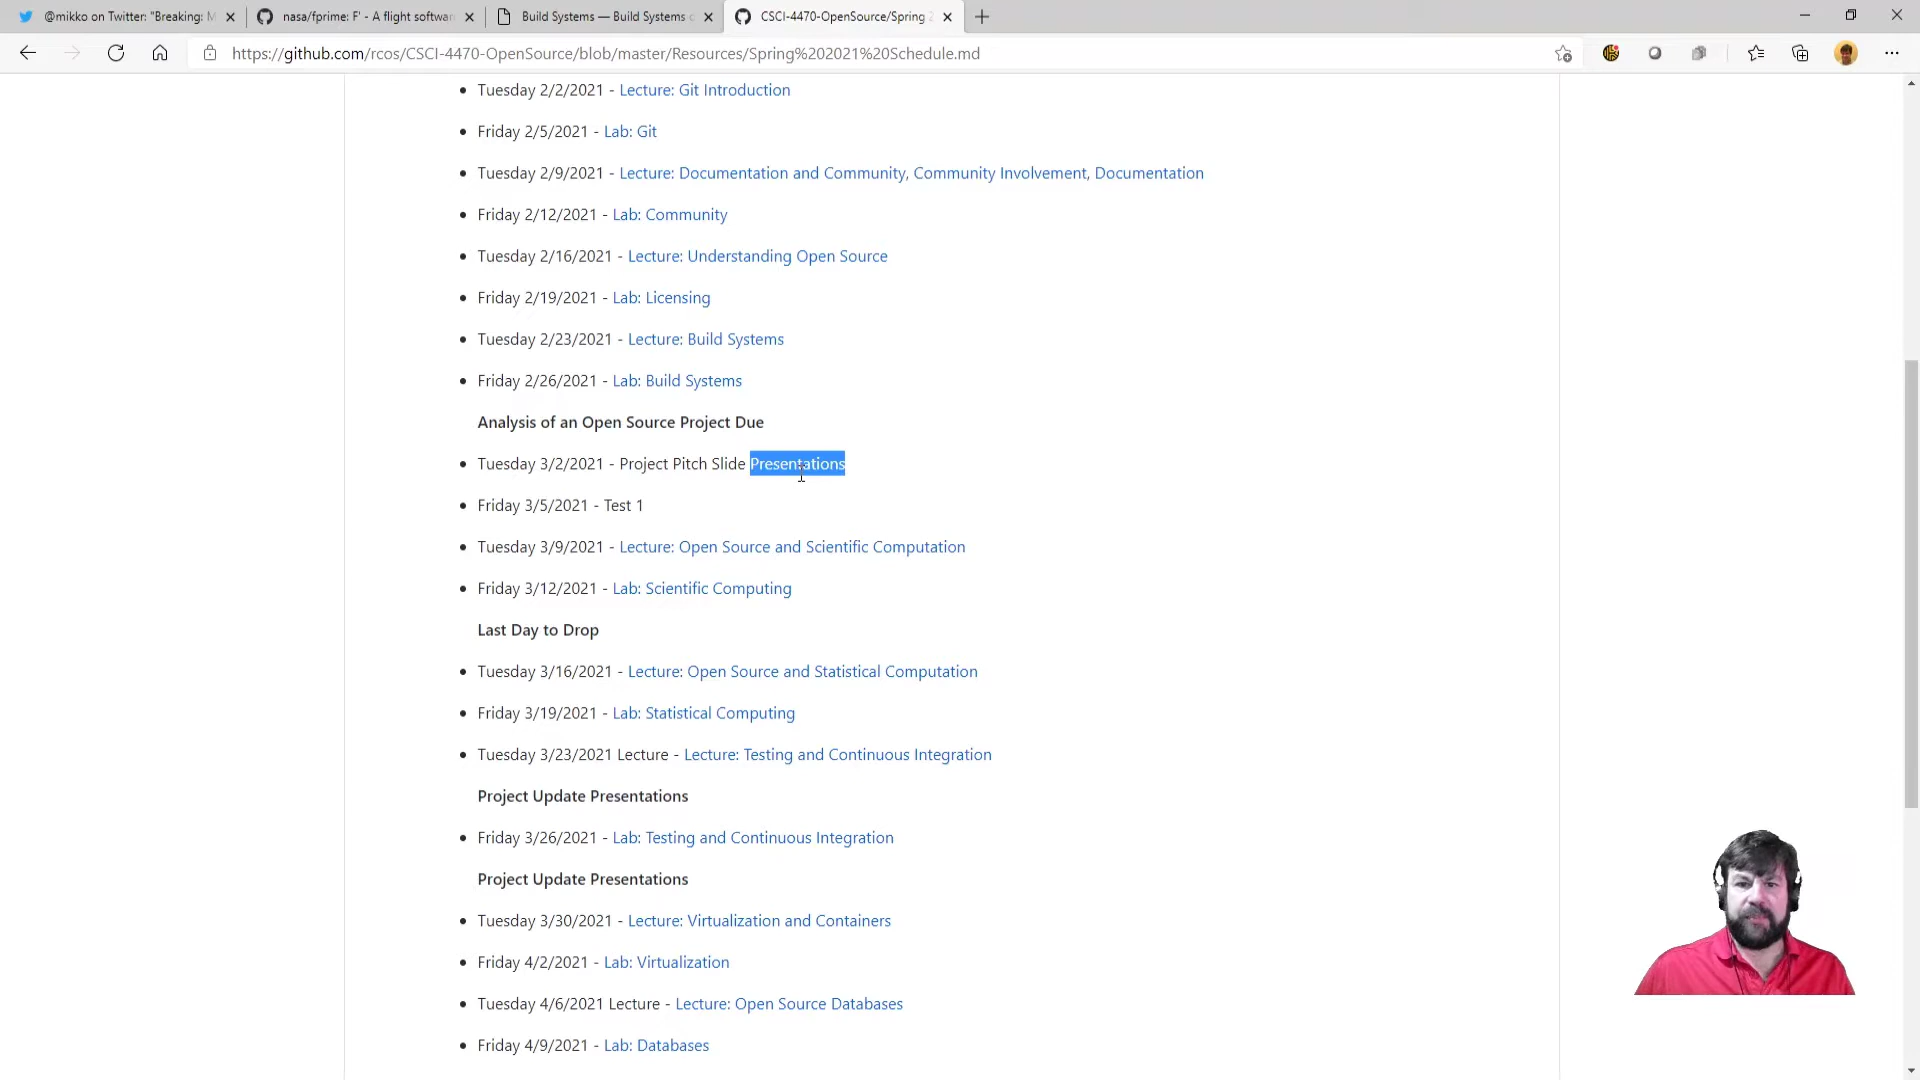 @mikko on Twitter: "Breaking: M
nasa/fprime: F' - A flight softwar
Build Systems — Build Systems c
CSCI-4470-OpenSource/Spring 2
https://github.com/rcos/CSCI-4470-OpenSource/blob/master/Resources/Spring%202021%20Schedule.md
Tuesday 2/2/2021 - Lecture: Git Introduction
Friday 2/5/2021 - Lab: Git
Tuesday 2/9/2021 - Lecture: Documentation and Community, Community Involvement, Documentation
Friday 2/12/2021 - Lab: Community
Tuesday 2/16/2021 - Lecture: Understanding Open Source
Friday 2/19/2021 - Lab: Licensing
Tuesday 2/23/2021 - Lecture: Build Systems
Friday 2/26/2021 - Lab: Build Systems
Analysis of an Open Source Project Due
Tuesday 3/2/2021 - Project Pitch Slide Presentations
Friday 3/5/2021 - Test 1
Tuesday 3/9/2021 - Lecture: Open Source and Scientific Computation
Friday 3/12/2021 - Lab: Scientific Computing
Last Day to Drop
Tuesday 3/16/2021 - Lecture: Open Source and Statistical Computation
Friday 3/19/2021 - Lab: Statistical Computing
Tuesday 3/23/2021 Lecture - Lecture: Testing and Continuous Integration
Project Update Presentations
Friday 3/26/2021 - Lab: Testing and Continuous Integration
Project Update Presentations
Tuesday 3/30/2021 - Lecture: Virtualization and Containers
Friday 4/2/2021 - Lab: Virtualization
Tuesday 4/6/2021 Lecture - Lecture: Open Source Databases
Friday 4/9/2021 - Lab: Databases